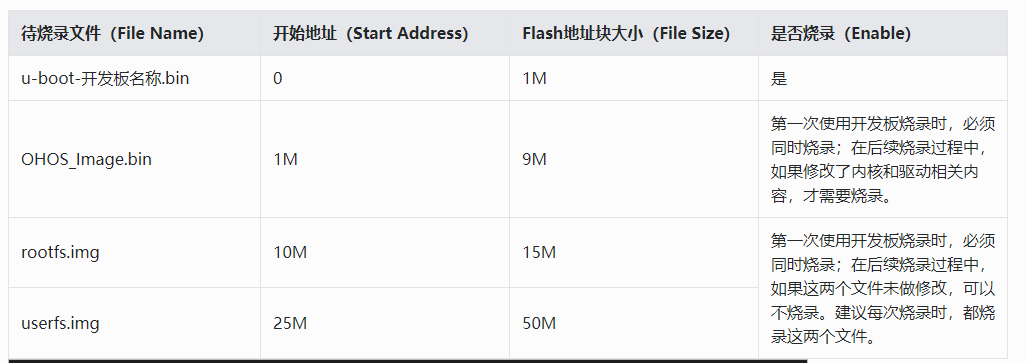 待烧录文件（File Name） 开始地址（Start Address） Flash地址块大小（File Size） 是否烧录（Enable）
u-boot-开发板名称.bin 0 1M 是
OHOS_Image.bin 1M 9M 第一次使用开发板烧录时，必须
同时烧录；在后续烧录过程中，
如果修改了内核和驱动相关内
容，才需要烧录。
rootfs.img 10M 15M 第一次使用开发板烧录时，必须
同时烧录；在后续烧录过程中，
如果这两个文件未做修改，可以
不烧录。建议每次烧录时，都烧
录这两个文件。
userfs.img 25M 50M